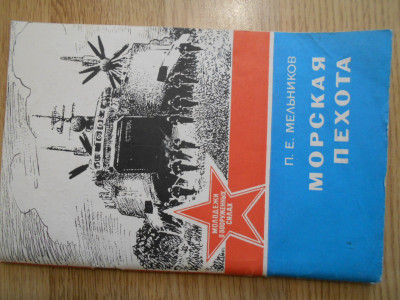 П. Е. МЕЛЬНИКОВ
МОРСКАЯ
ПЕХОТА
МОЛОДЕЖИ
О ВООРУЖЕННЫХ
СИЛАХ